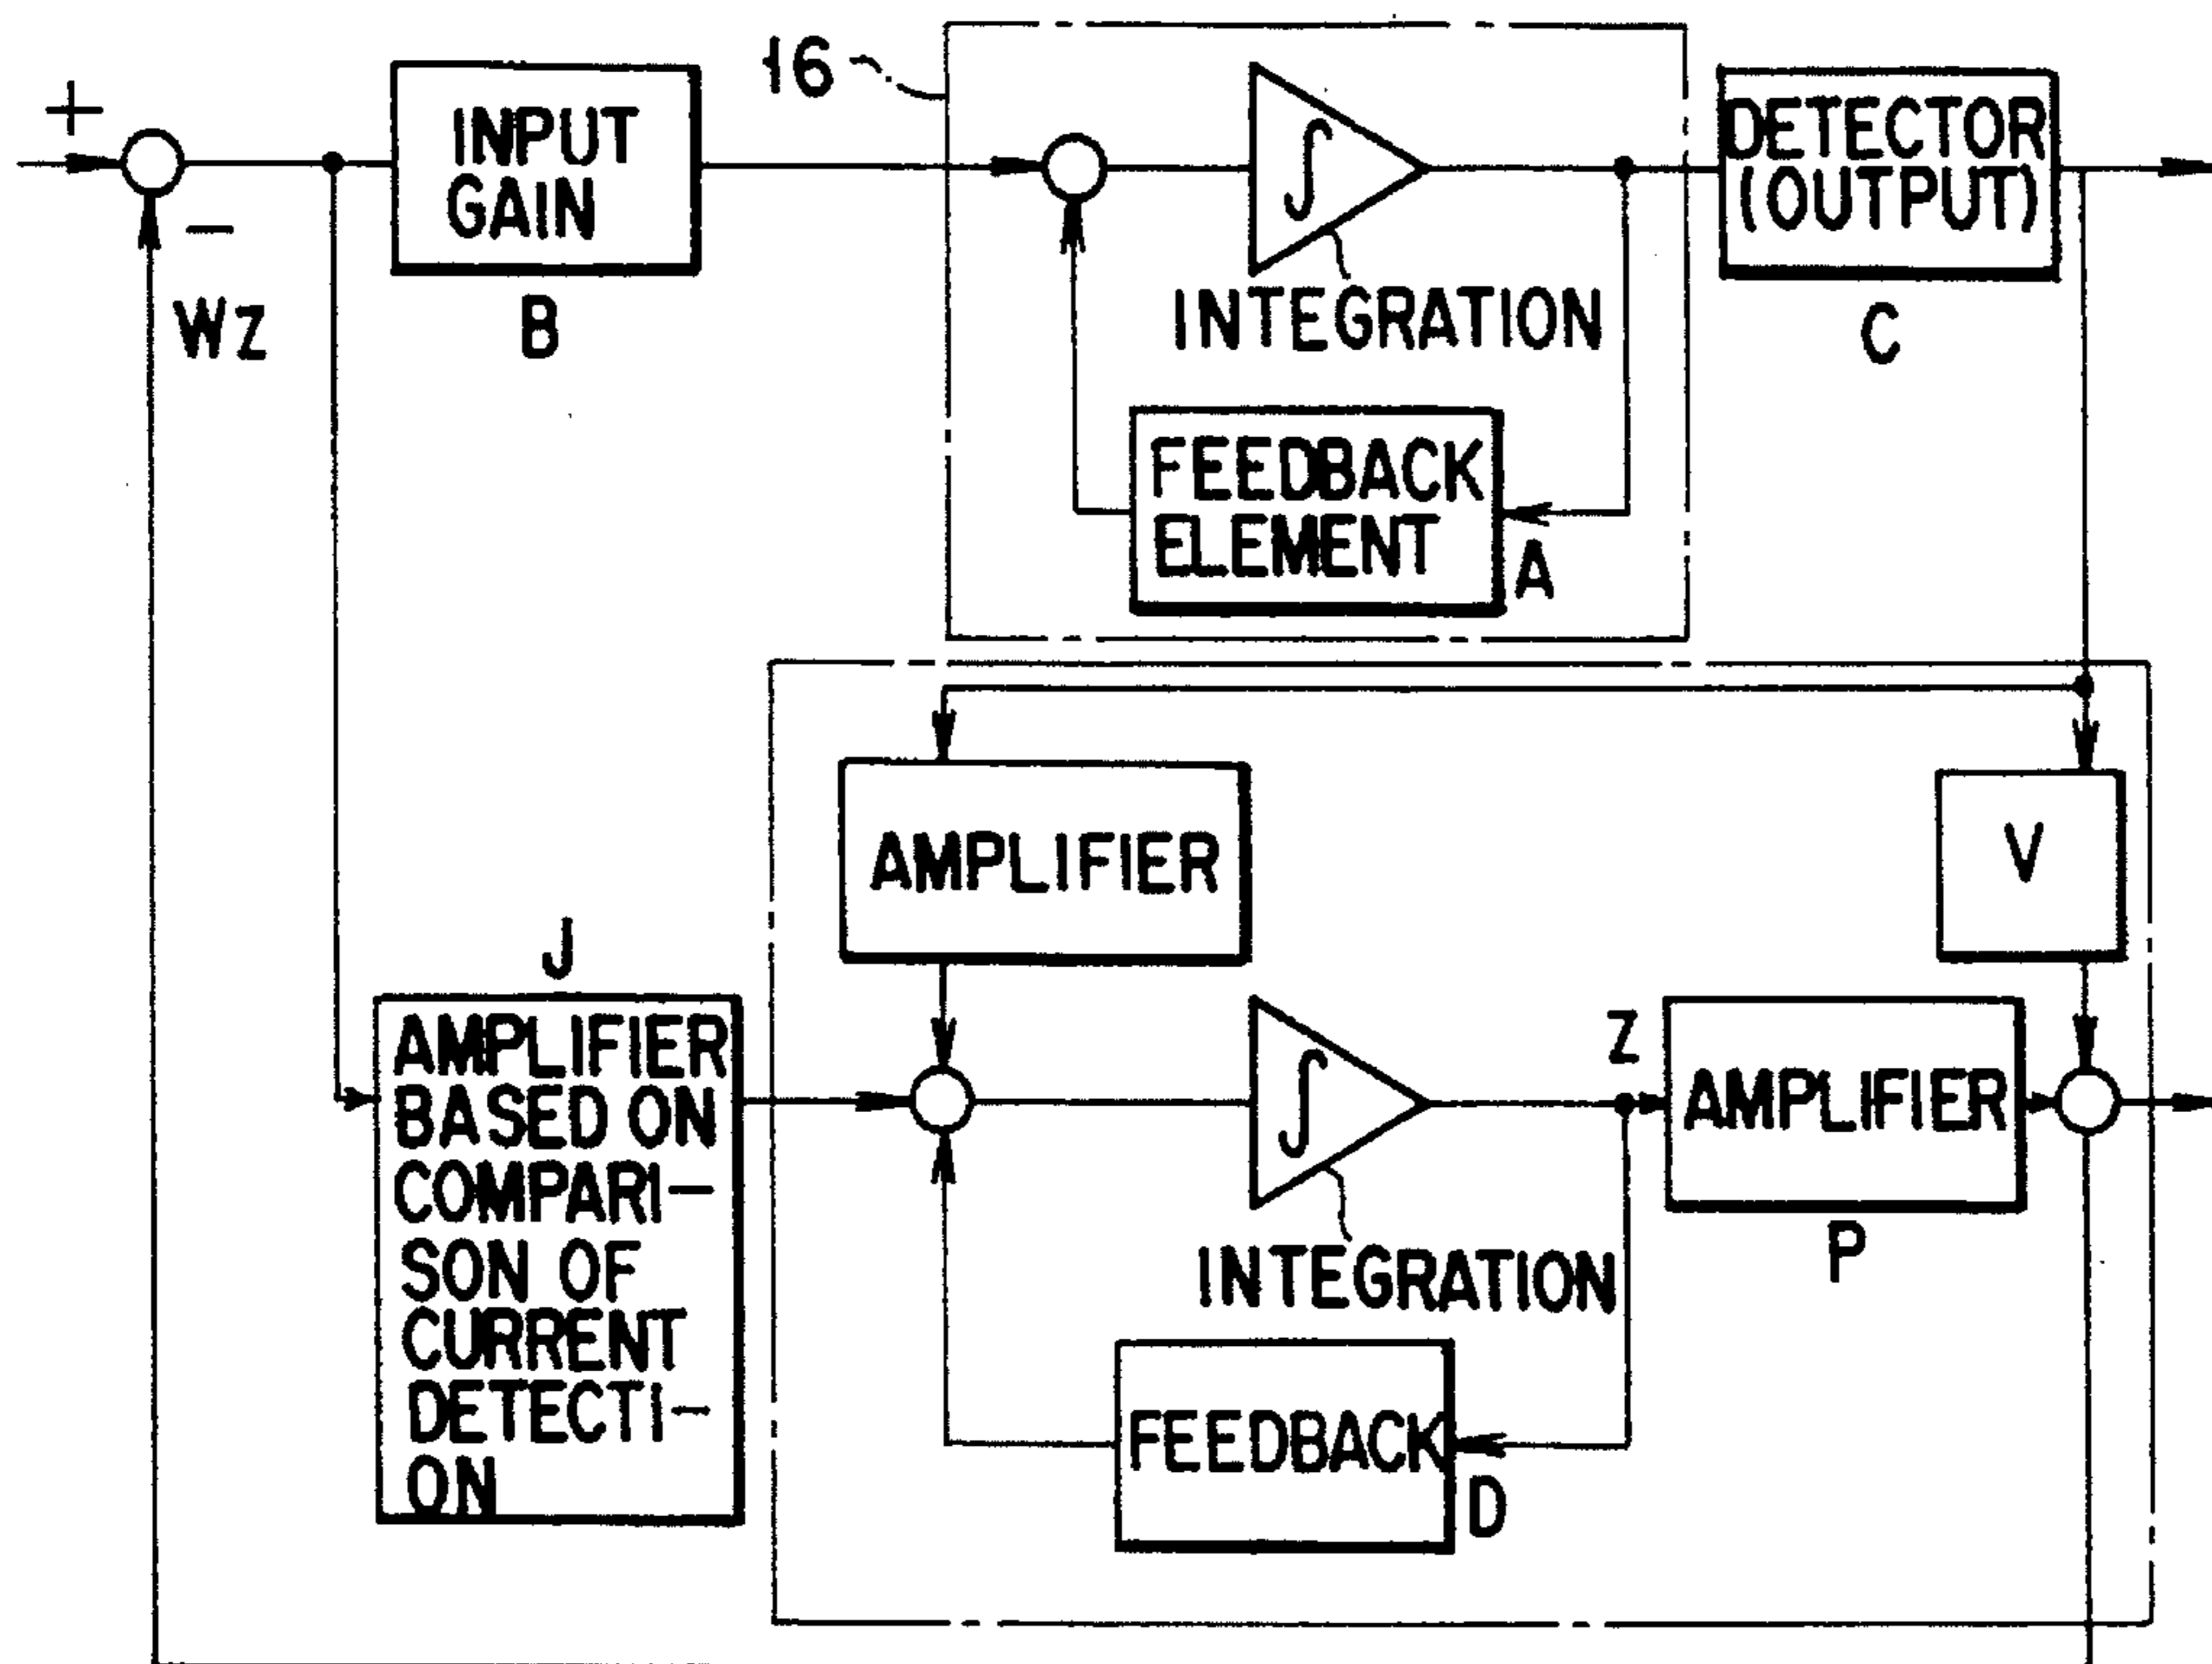 +
INPUT
GAIN
B
16
∫
INTEGRATION
FEEDBACK
ELEMENT
A
DETECTOR
(OUTPUT)
C
−
WZ
AMPLIFIER
V
J
AMPLIFIER
BASED ON
COMPARI-
SON OF
CURRENT
DETECTI-
ON
∫
INTEGRATION
Z
AMPLIFIER
P
FEEDBACK
D